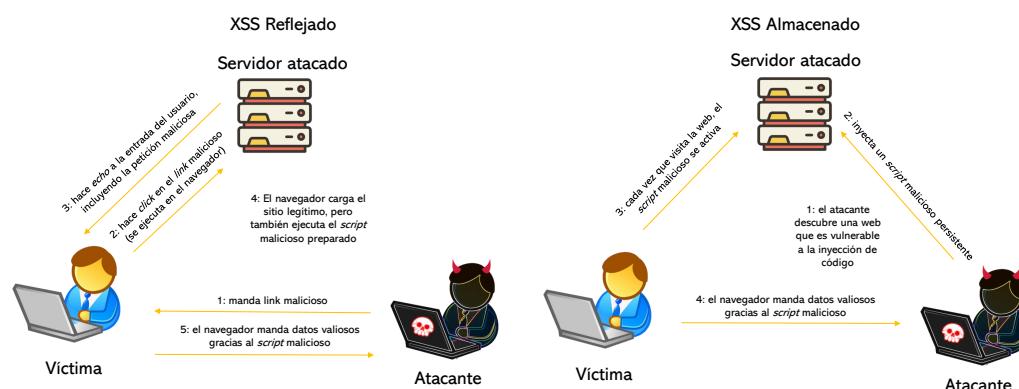 XSS Reflejado
Servidor atacado
3: hace echo a la entrada del usuario,
incluyendo la petición maliciosa
2: hace click en el link malicioso
(se ejecuta en el navegador)
4: El navegador carga el
sitio legítimo, pero
también ejecuta el script
malicioso preparado
1: manda link malicioso
5: el navegador manda datos valiosos
gracias al script malicioso
Víctima
Atacante
XSS Almacenado
Servidor atacado
3: cada vez que visita la web, el
script malicioso se activa
2: inyecta un script malicioso persistente
1: el atacante
descubre una web
que es vulnerable
a la inyección de
código
4: el navegador manda datos valiosos
gracias al script malicioso
Víctima
Atacante